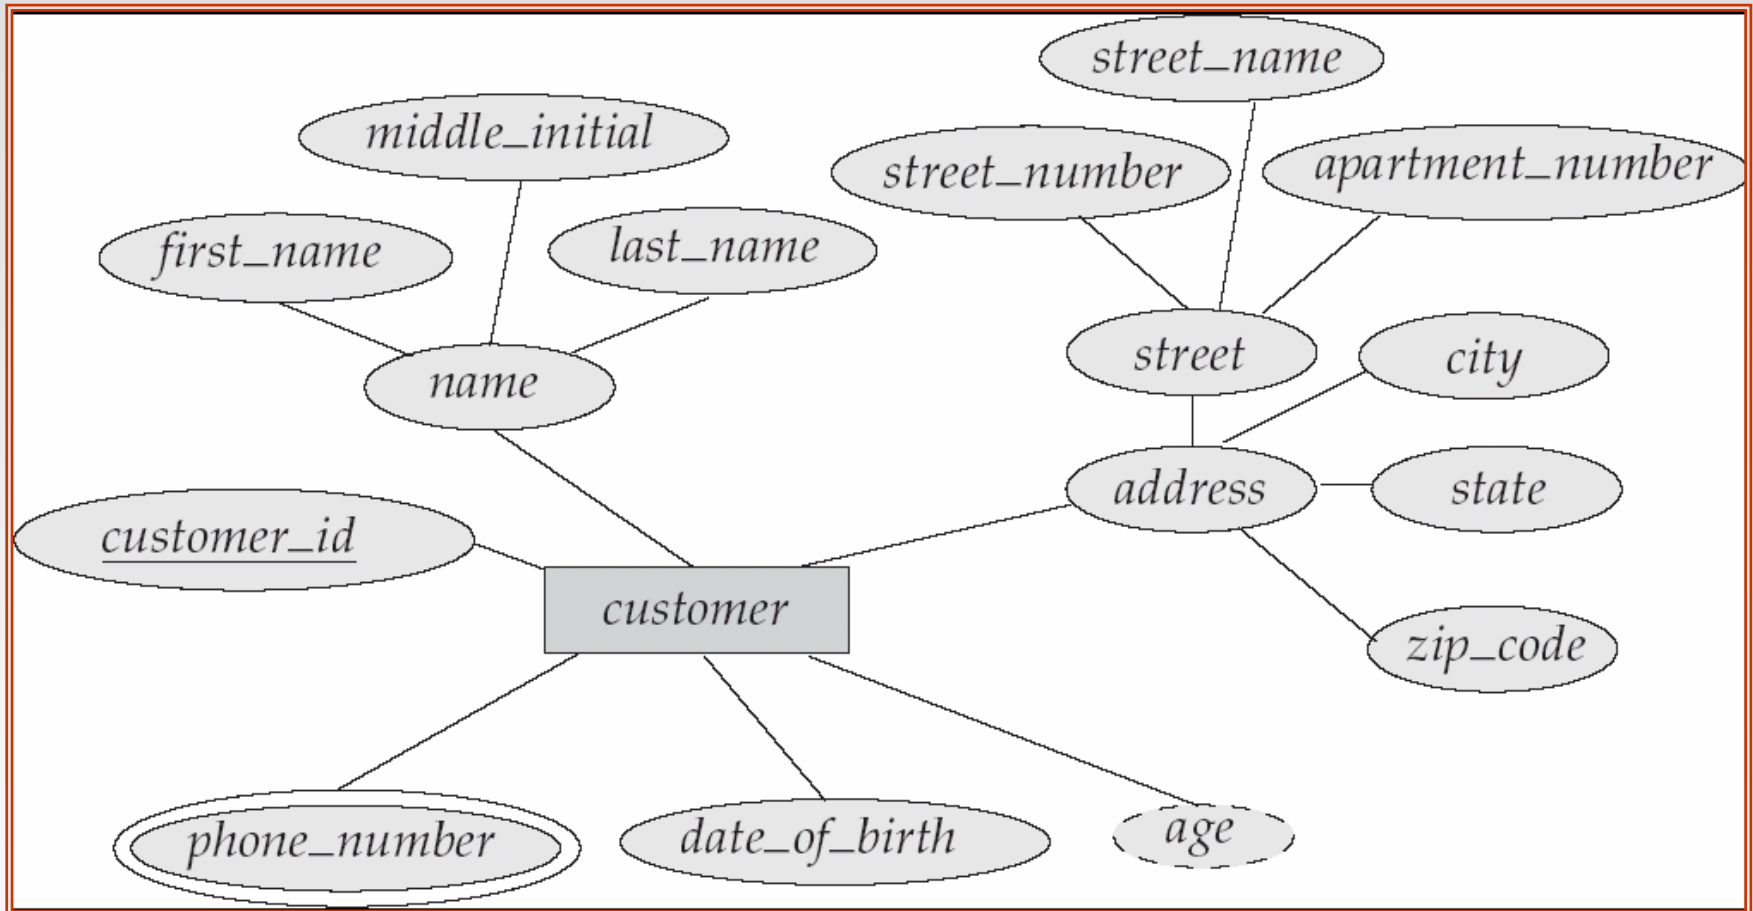 street_name
middle_initial
street_number
apartment_number
first_name
last_name
street
city
name
address
state
customer_id
customer
zip_code
phone_number
date_of_birth
age